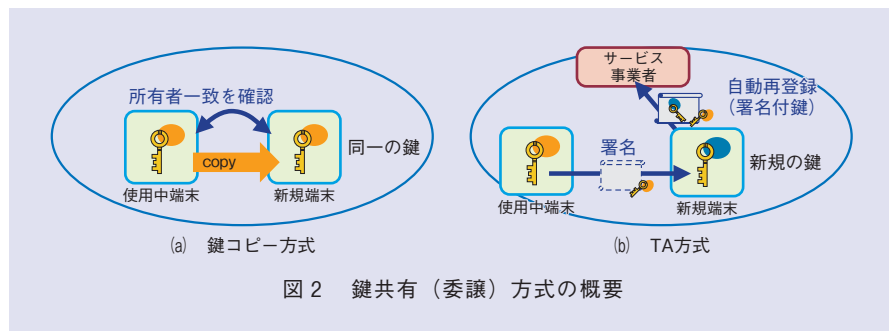 所有者一致を確認
copy
同一の鍵
使用中端末
新規端末
(a) 鍵コピー方式
サービス
事業者
自動再登録
(署名付鍵)
署名
新規の鍵
使用中端末
新規端末
(b) TA方式
図2 鍵共有(委譲)方式の概要